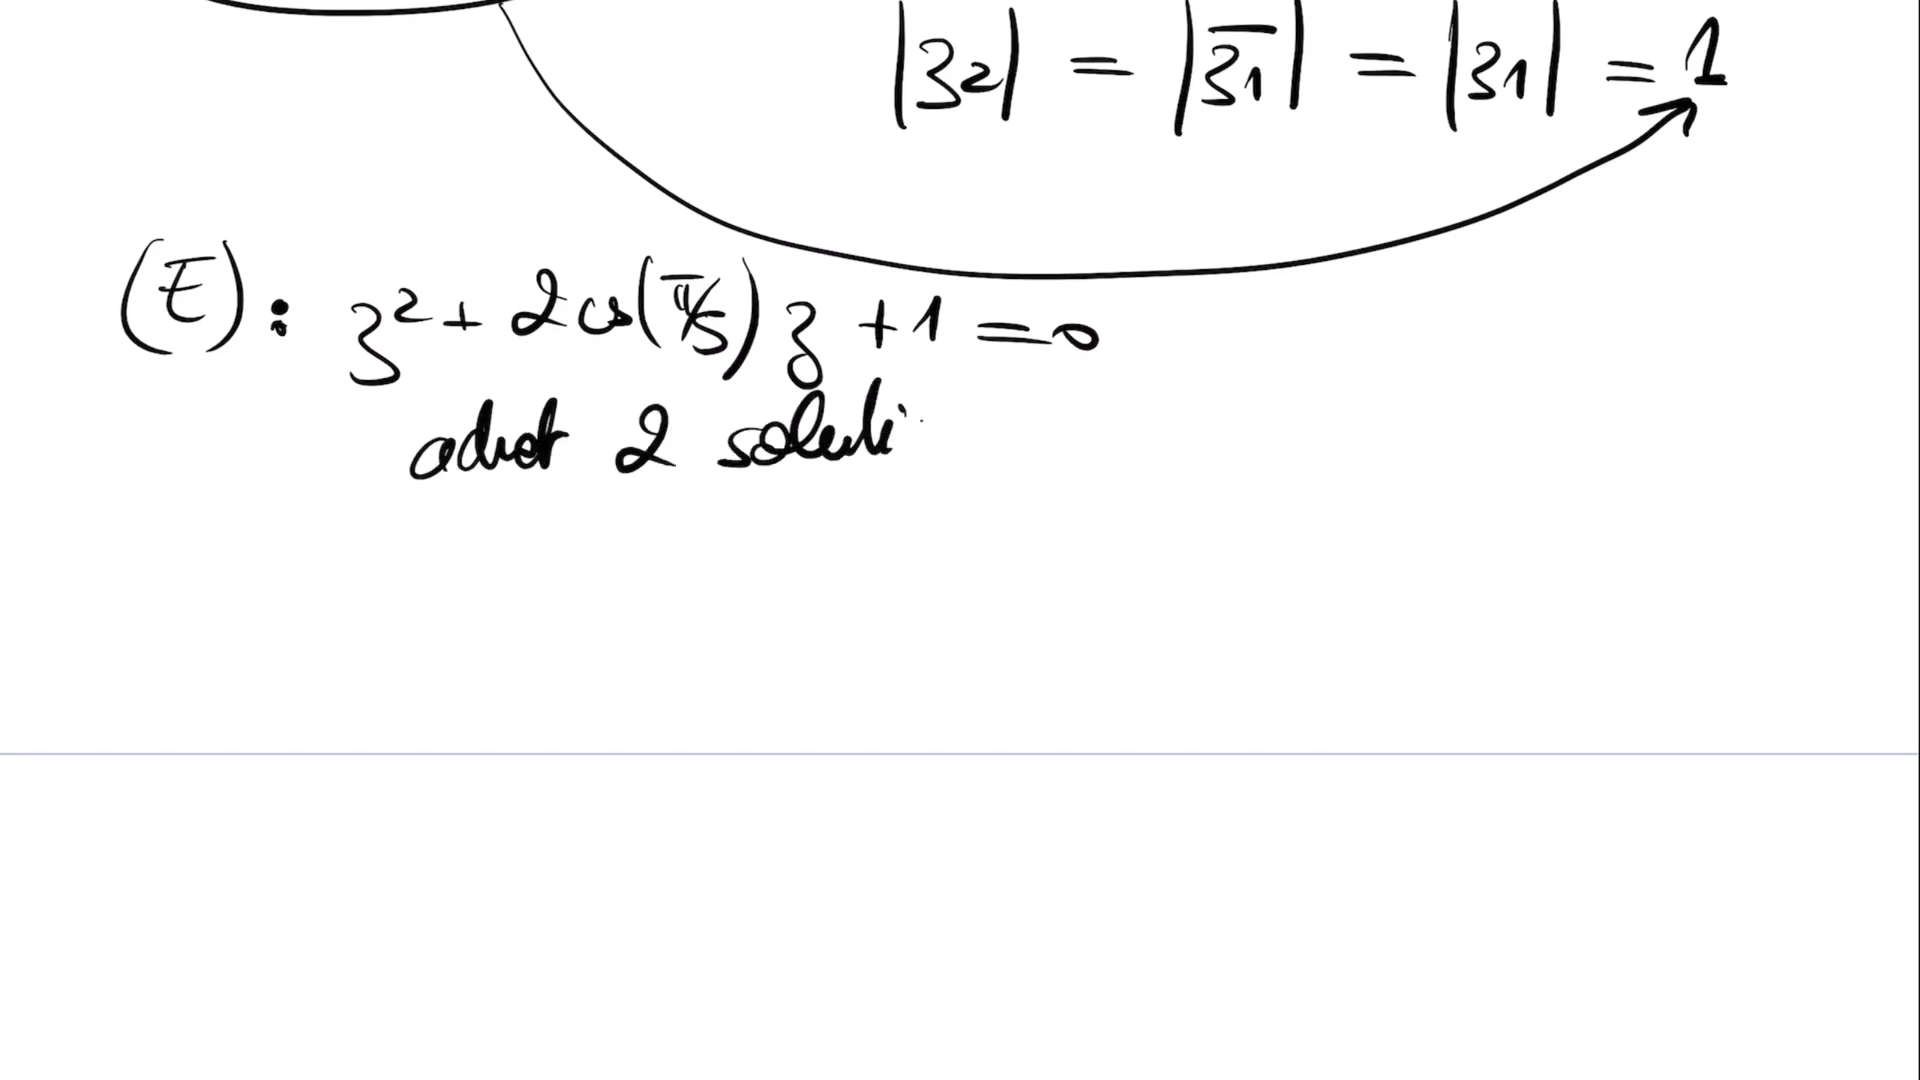 |z2| = |z̅1| = |z1| = 1
(E): z² + 2cos(π/5) z + 1 = 0
admet 2 soluti